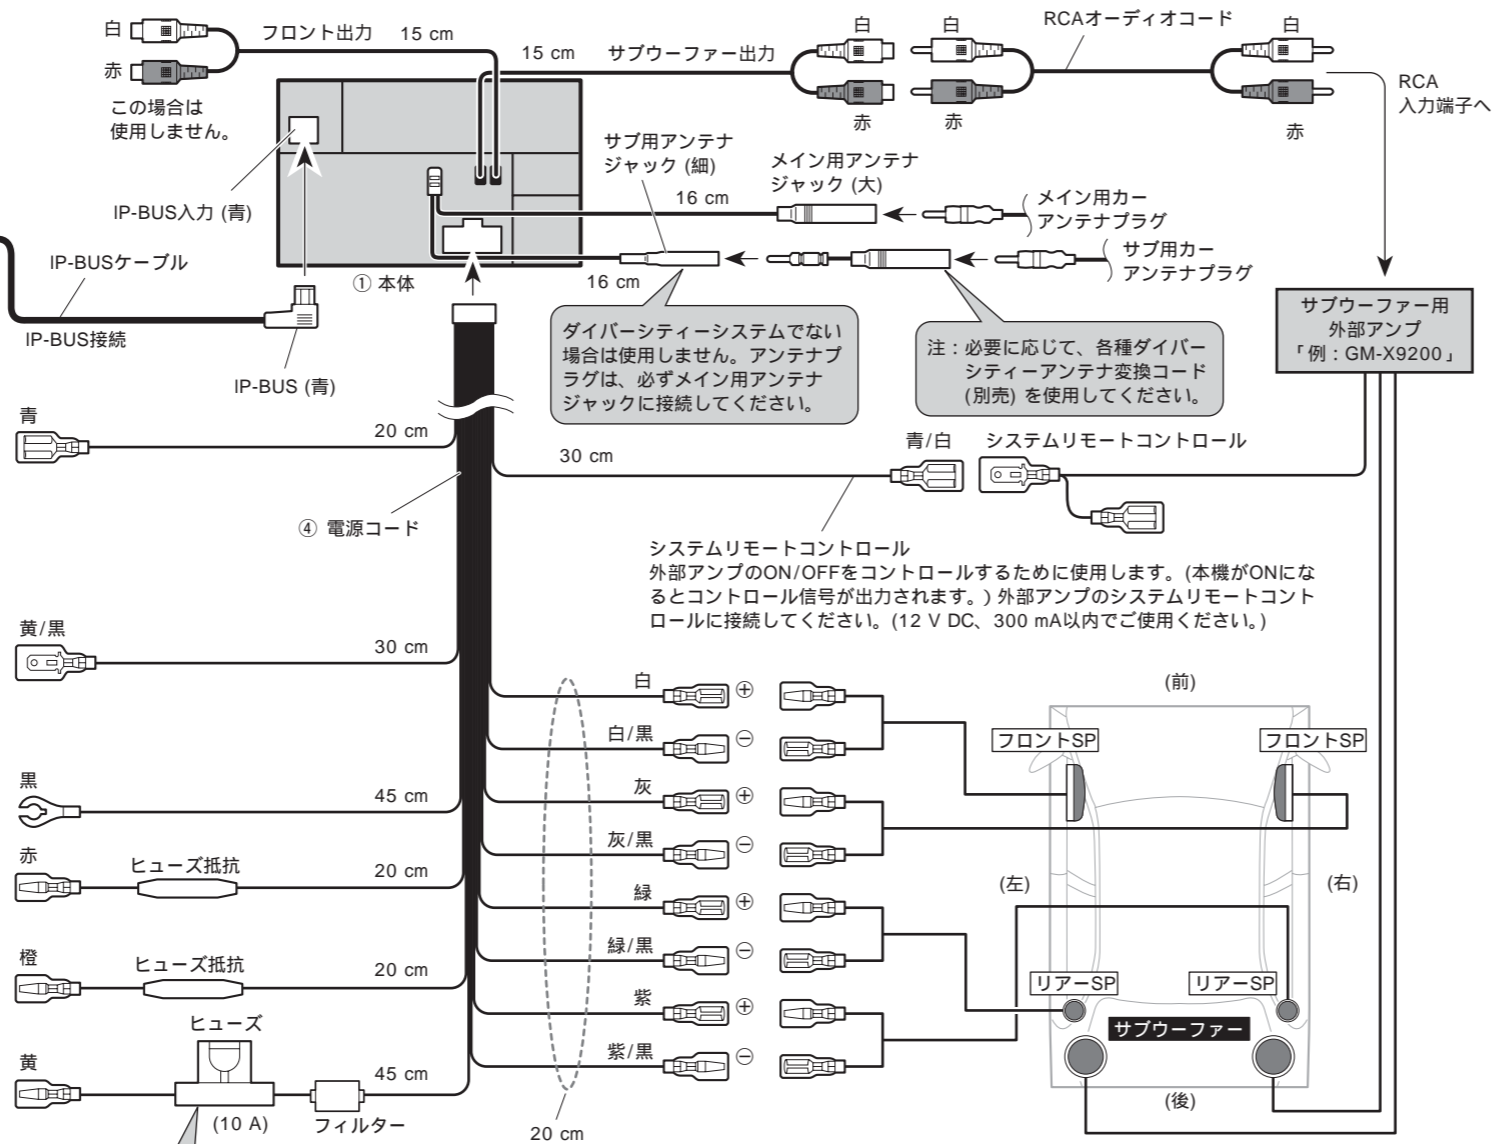 白
フロント出力
15 cm
赤
この場合は
使用しません。
15 cm
サブウーファー出力
白
赤
白
RCAオーディオコード
白
赤
赤
RCA
入力端子へ
サブ用アンテナ
ジャック (細)
メイン用アンテナ
ジャック (大)
16 cm
メイン用カー
アンテナプラグ
サブ用カー
アンテナプラグ
IP-BUS入力 (青)
IP-BUSケーブル
① 本体
16 cm
IP-BUS接続
IP-BUS (青)
ダイバーシティーシステムでない
場合は使用しません。アンテナプ
ラグは、必ずメイン用アンテナ
ジャックに接続してください。
注：必要に応じて、各種ダイバー
シティーアンテナ変換コード
(別売) を使用してください。
サブウーファー用
外部アンプ
「例：GM-X9200」
青
20 cm
30 cm
青/白
システムリモートコントロール
④ 電源コード
システムリモートコントロール
外部アンプのON/OFFをコントロールするために使用します。(本機がONにな
るとコントロール信号が出力されます。) 外部アンプのシステムリモートコント
ロールに接続してください。(12 V DC、300 mA以内でご使用ください。)
黄/黒
30 cm
白
⊕
白/黒
⊖
灰
⊕
灰/黒
⊖
緑
⊕
緑/黒
⊖
紫
⊕
紫/黒
⊖
20 cm
黒
45 cm
赤
ヒューズ抵抗
20 cm
橙
ヒューズ抵抗
20 cm
黄
ヒューズ
(10 A)
フィルター
45 cm
(前)
フロントSP
フロントSP
(左)
(右)
リアーSP
リアーSP
サブウーファー
(後)